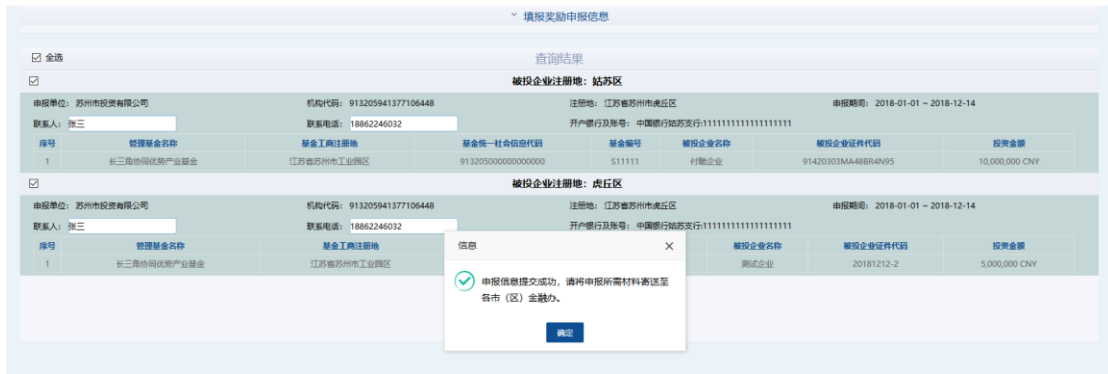 填报奖励申报信息
全选
查询结果
被投企业注册地：姑苏区
申报单位：苏州市投资有限公司 机构代码：913205941377106448 注册地：江苏省苏州市虎丘区 申报期间：2018-01-01 ~ 2018-12-14
联系人：张三 联系电话：18862246032 开户银行及账号：中国银行姑苏支行:1111111111111111111
序号 管理基金名称 基金工商注册地 基金统一社会信息代码 基金编号 被投企业名称 被投企业证件代码 投资金额
1 长三角协同优势产业基金 江苏省苏州市工业园区 913205000000000000 S11111 付聪企业 91420303MA48BR4N95 10,000,000 CNY
被投企业注册地：虎丘区
申报单位：苏州市投资有限公司 机构代码：913205941377106448 注册地：江苏省苏州市虎丘区 申报期间：2018-01-01 ~ 2018-12-14
联系人：张三 联系电话：18862246032 开户银行及账号：中国银行姑苏支行:1111111111111111111
序号 管理基金名称 基金工商注册地 被投企业名称 被投企业证件代码 投资金额
1 长三角协同优势产业基金 江苏省苏州市工业园区 测试企业 20181212-2 5,000,000 CNY
信息
申报信息提交成功，请将申报所需材料寄送至
各市（区）金融办。
确定